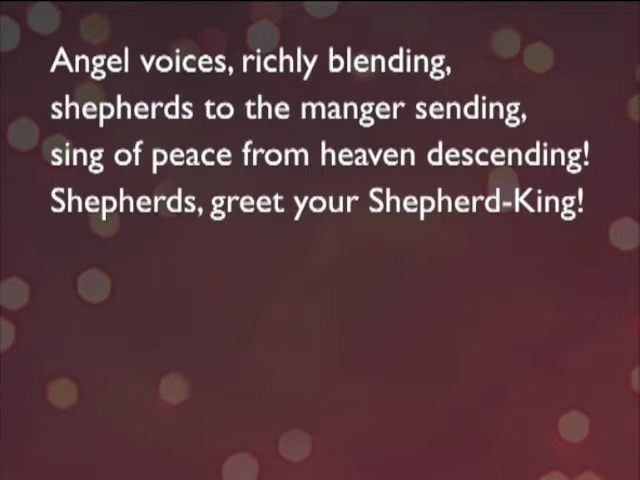 Angel voices, richly blending,
shepherds to the manger sending,
sing of peace from heaven descending!
Shepherds, greet your Shepherd-King!